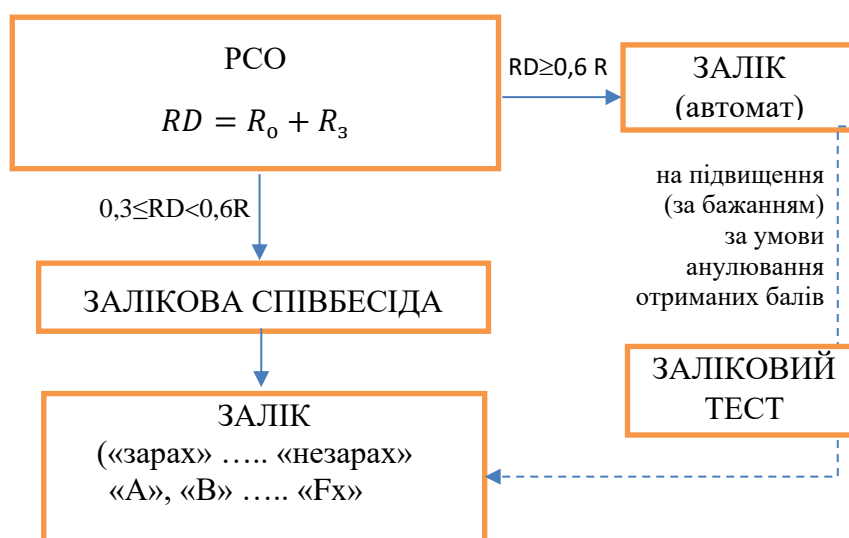 РСО
RD = Rо + Rз
RD≥0,6 R
ЗАЛІК
(автомат)
0,3≤RD<0,6R
на підвищення
(за бажанням)
за умови
анулювання
отриманих балів
ЗАЛІКОВА СПІВБЕСІДА
ЗАЛІКОВИЙ
ТЕСТ
ЗАЛІК
(«зарах» ….. «незарах»
«A», «B» ….. «Fx»